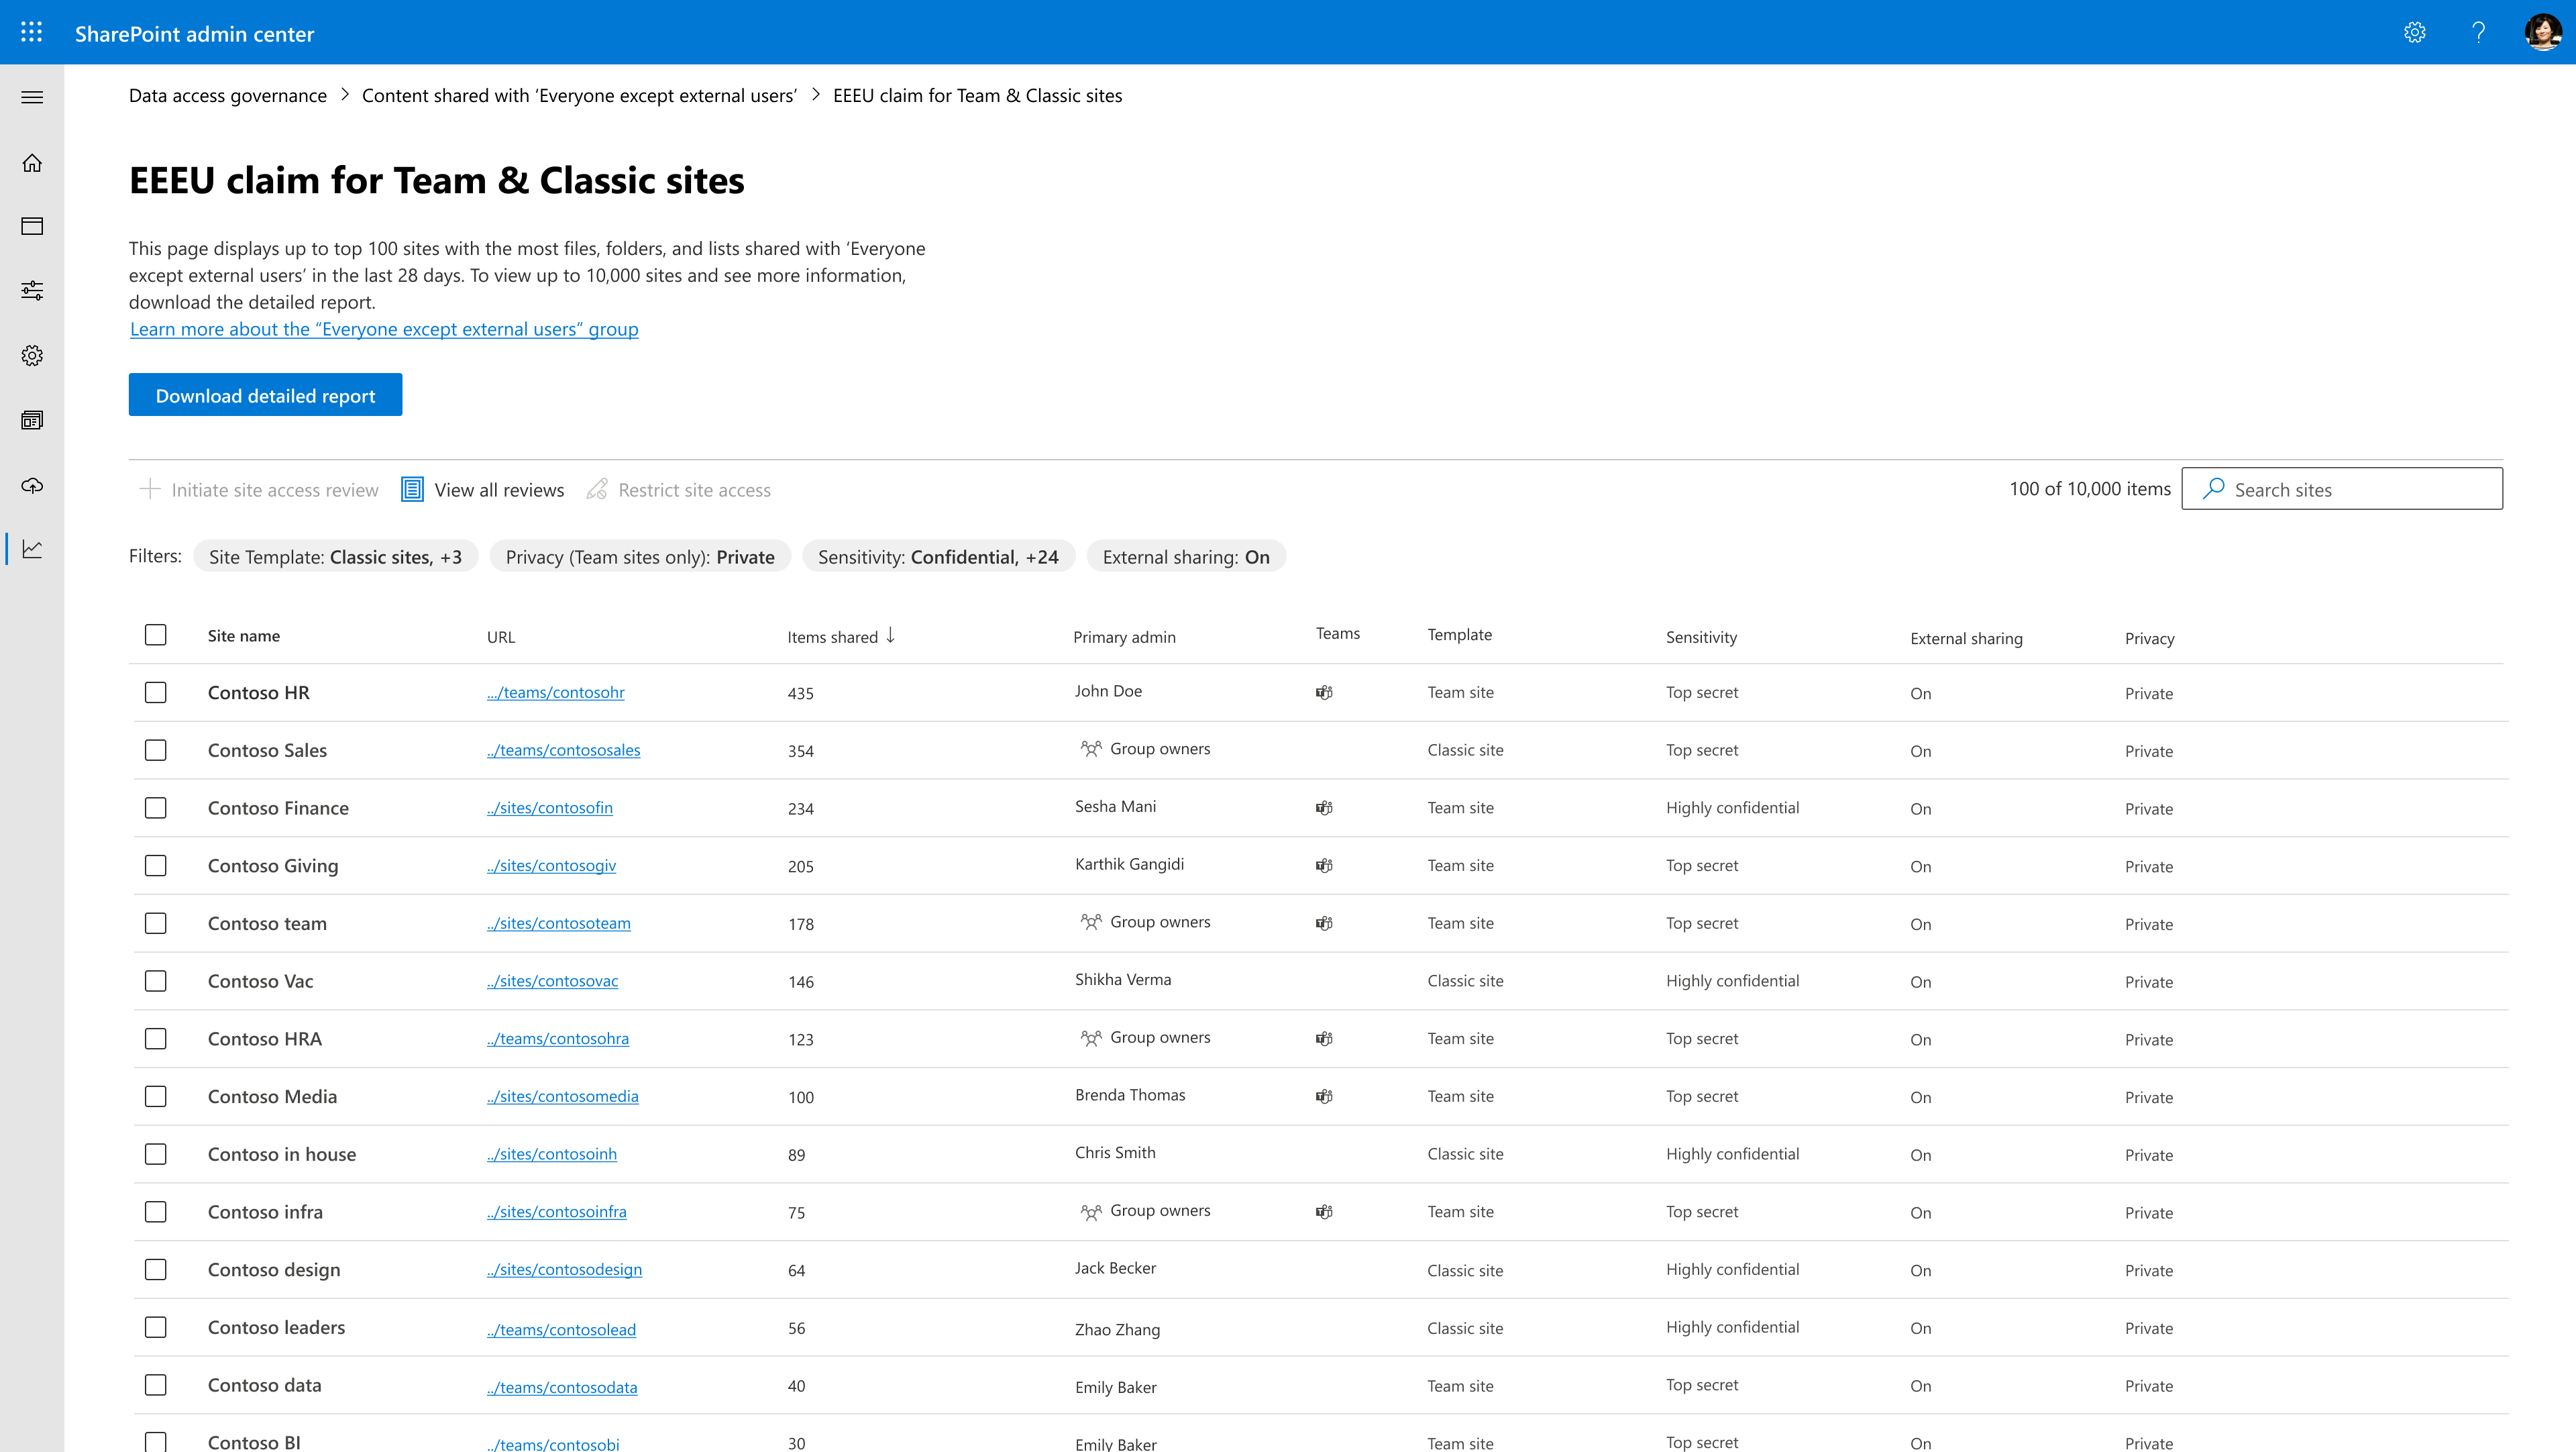 SharePoint admin center
Data access governance > Content shared with ‘Everyone except external users’ > EEEU claim for Team & Classic sites
EEEU claim for Team & Classic sites
This page displays up to top 100 sites with the most files, folders, and lists shared with ‘Everyone
except external users’ in the last 28 days. To view up to 10,000 sites and see more information,
download the detailed report.
Learn more about the “Everyone except external users” group
Download detailed report
Initiate site access review View all reviews Restrict site access 100 of 10,000 items Search sites
Filters: Site Template: Classic sites, +3 Privacy (Team sites only): Private Sensitivity: Confidential, +24 External sharing: On
Site name URL Items shared ↓ Primary admin Teams Template Sensitivity External sharing Privacy
Contoso HR .../teams/contosohr 435 John Doe Team site Top secret On Private
Contoso Sales ../teams/contososales 354 Group owners Classic site Top secret On Private
Contoso Finance ../sites/contosofin 234 Sesha Mani Team site Highly confidential On Private
Contoso Giving ../sites/contosogiv 205 Karthik Gangidi Team site Top secret On Private
Contoso team ../sites/contosoteam 178 Group owners Team site Top secret On Private
Contoso Vac ../sites/contosovac 146 Shikha Verma Classic site Highly confidential On Private
Contoso HRA ../teams/contosohra 123 Group owners Team site Top secret On Private
Contoso Media ../sites/contosomedia 100 Brenda Thomas Team site Top secret On Private
Contoso in house ../sites/contosoinh 89 Chris Smith Classic site Highly confidential On Private
Contoso infra ../sites/contosoinfra 75 Group owners Team site Top secret On Private
Contoso design ../sites/contosodesign 64 Jack Becker Classic site Highly confidential On Private
Contoso leaders ../teams/contosolead 56 Zhao Zhang Classic site Highly confidential On Private
Contoso data ../teams/contosodata 40 Emily Baker Team site Top secret On Private
Contoso BI ../teams/contosobi 30 Emily Baker Team site Top secret On Private